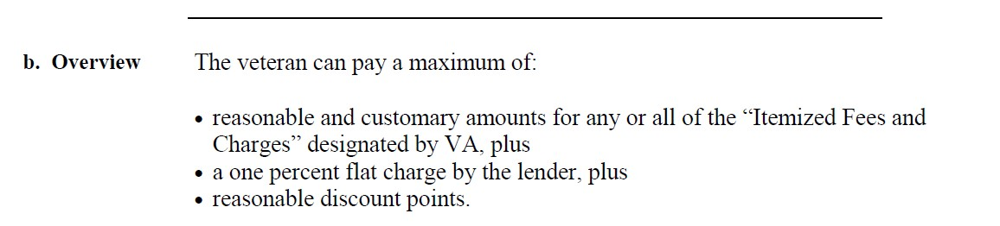 b. Overview The veteran can pay a maximum of:
• reasonable and customary amounts for any or all of the “Itemized Fees and
Charges” designated by VA, plus
• a one percent flat charge by the lender, plus
• reasonable discount points.